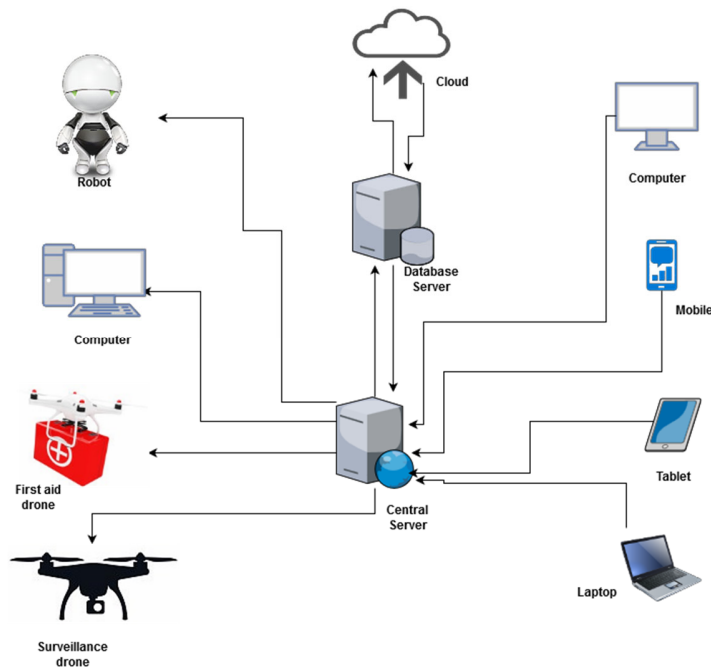 Cloud
Robot
Computer
Database
Server
Mobile
Computer
First aid
drone
Central
Server
Tablet
Laptop
Surveillance
drone